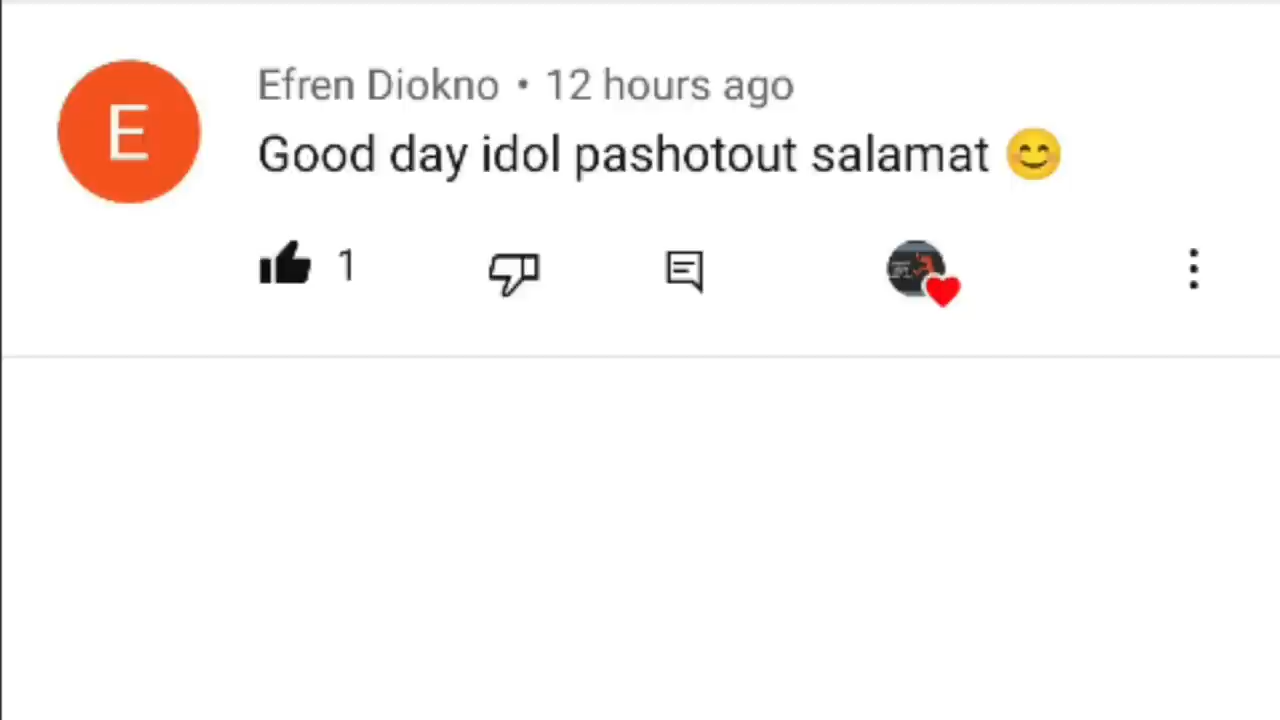 E
Efren Diokno • 12 hours ago
Good day idol pashotout salamat 😊
1